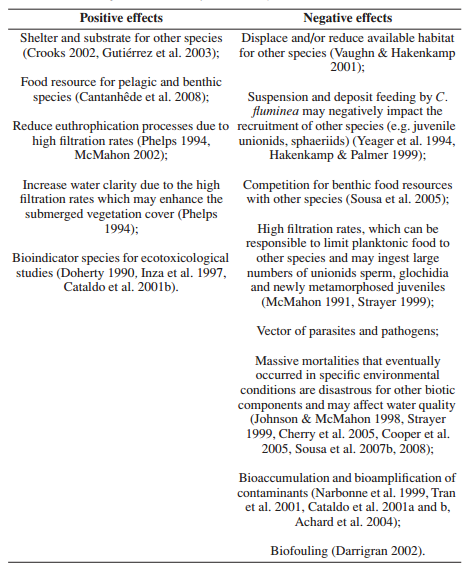 Positive effects
Negative effects
Shelter and substrate for other species
(Crooks 2002, Gutiérrez et al. 2003);
Food resource for pelagic and benthic
species (Cantanhêde et al. 2008);
Reduce euthrophication processes due to
high filtration rates (Phelps 1994,
McMahon 2002);
Increase water clarity due to the high
filtration rates which may enhance the
submerged vegetation cover (Phelps
1994);
Bioindicator species for ecotoxicological
studies (Doherty 1990, Inza et al. 1997,
Cataldo et al. 2001b).
Displace and/or reduce available habitat
for other species (Vaughn & Hakenkamp
2001);
Suspension and deposit feeding by C.
fluminea may negatively impact the
recruitment of other species (e.g. juvenile
unionids, sphaeriids) (Yeager et al. 1994,
Hakenkamp & Palmer 1999);
Competition for benthic food resources
with other species (Sousa et al. 2005);
High filtration rates, which can be
responsible to limit planktonic food to
other species and may ingest large
numbers of unionids sperm, glochidia
and newly metamorphosed juveniles
(McMahon 1991, Strayer 1999);
Vector of parasites and pathogens;
Massive mortalities that eventually
occurred in specific environmental
conditions are disastrous for other biotic
components and may affect water quality
(Johnson & McMahon 1998, Strayer
1999, Cherry et al. 2005, Cooper et al.
2005, Sousa et al. 2007b, 2008);
Bioaccumulation and bioamplification of
contaminants (Narbonne et al. 1999, Tran
et al. 2001, Cataldo et al. 2001a and b,
Achard et al. 2004);
Biofouling (Darrigran 2002).